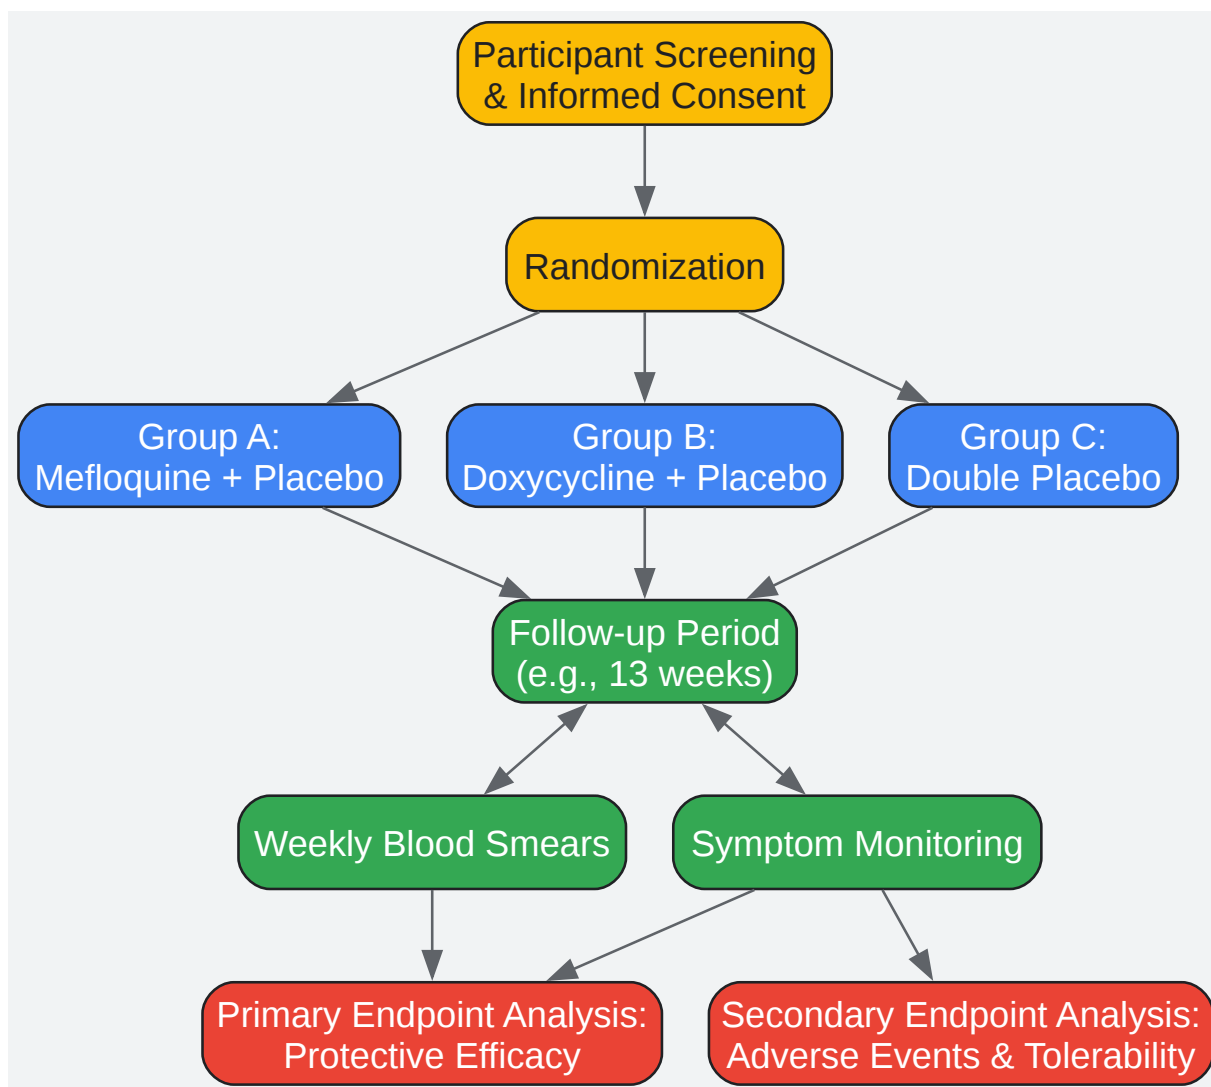 Participant Screening
& Informed Consent
Randomization
Group A:
Mefloquine + Placebo
Group B:
Doxycycline + Placebo
Group C:
Double Placebo
Follow-up Period
(e.g., 13 weeks)
Weekly Blood Smears
Symptom Monitoring
Primary Endpoint Analysis:
Protective Efficacy
Secondary Endpoint Analysis:
Adverse Events & Tolerability